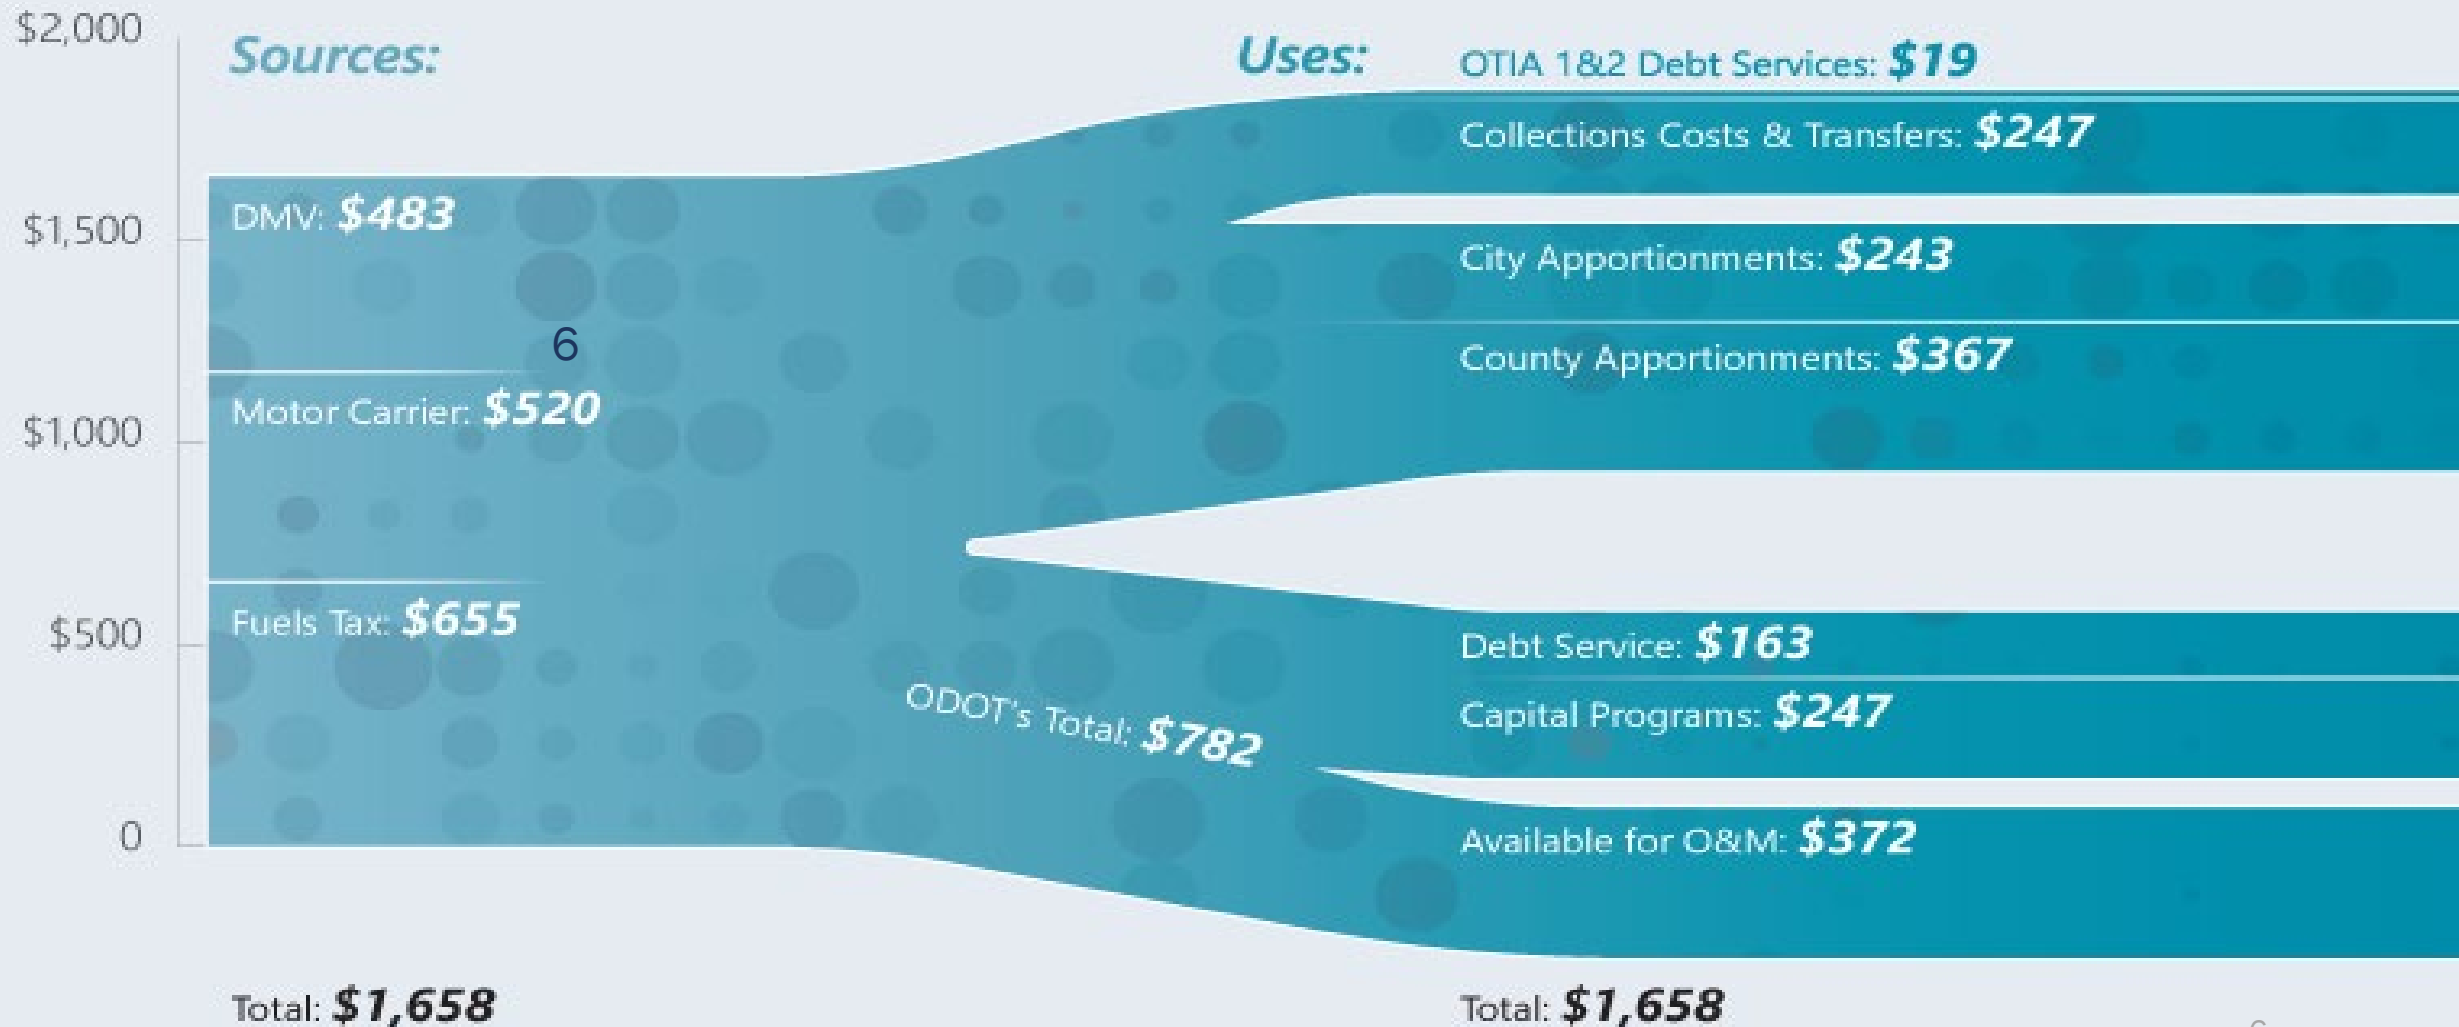 $2,000
$1,500
$1,000
$500
0
Sources:
DMV: $483
6
Motor Carrier: $520
Fuels Tax: $655
Total: $1,658
ODOT's Total: $782
Uses:
OTIA 1&2 Debt Services: $19
Collections Costs & Transfers: $247
City Apportionments: $243
County Apportionments: $367
Debt Service: $163
Capital Programs: $247
Available for O&M: $372
Total: $1,658